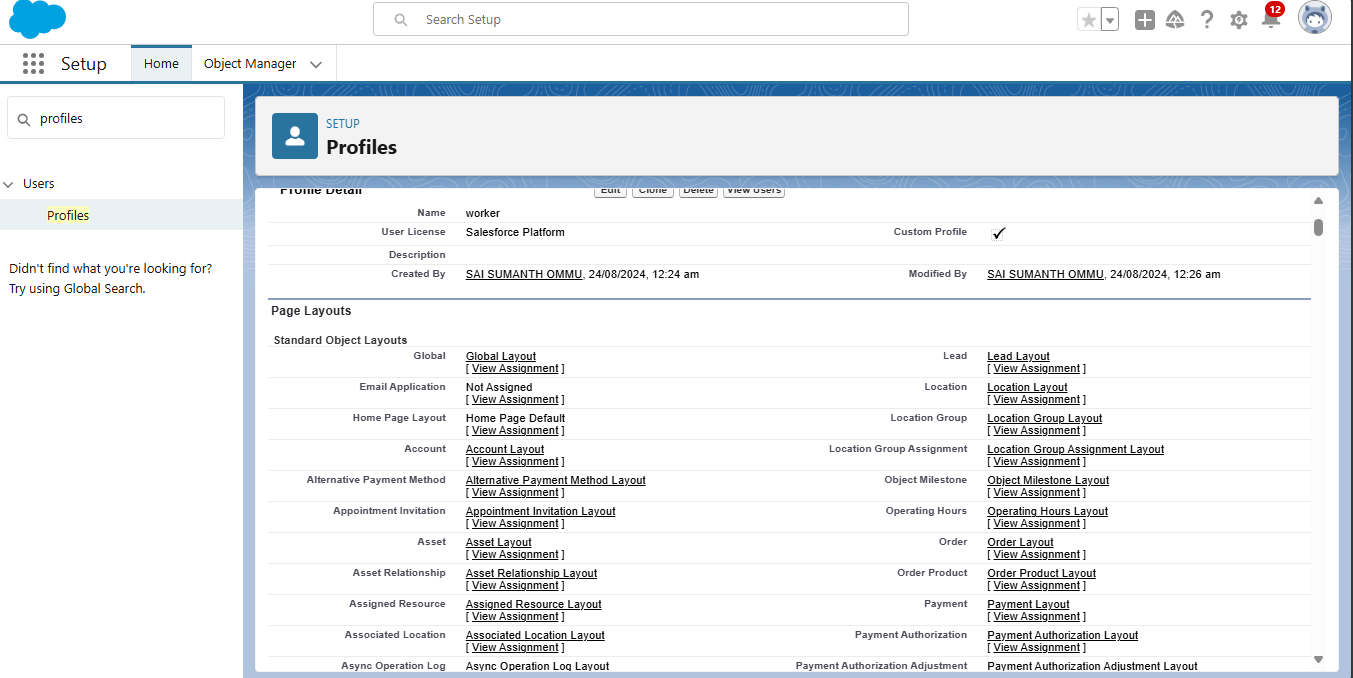 Search Setup
12
Setup
Home
Object Manager
profiles
Users
Profiles
Didn't find what you're looking for?
Try using Global Search.
SETUP
Profiles
Profile Detail Edit Clone Delete View Users
Name worker
User License Salesforce Platform Custom Profile
Description
Created By SAI SUMANTH OMMU, 24/08/2024, 12:24 am Modified By SAI SUMANTH OMMU, 24/08/2024, 12:26 am
Page Layouts
Standard Object Layouts
Global Global Layout Lead Lead Layout
[ View Assignment ] [ View Assignment ]
Email Application Not Assigned Location Location Layout
[ View Assignment ] [ View Assignment ]
Home Page Layout Home Page Default Location Group Location Group Layout
[ View Assignment ] [ View Assignment ]
Account Account Layout Location Group Assignment Location Group Assignment Layout
[ View Assignment ] [ View Assignment ]
Alternative Payment Method Alternative Payment Method Layout Object Milestone Object Milestone Layout
[ View Assignment ] [ View Assignment ]
Appointment Invitation Appointment Invitation Layout Operating Hours Operating Hours Layout
[ View Assignment ] [ View Assignment ]
Asset Asset Layout Order Order Layout
[ View Assignment ] [ View Assignment ]
Asset Relationship Asset Relationship Layout Order Product Order Product Layout
[ View Assignment ] [ View Assignment ]
Assigned Resource Assigned Resource Layout Payment Payment Layout
[ View Assignment ] [ View Assignment ]
Associated Location Associated Location Layout Payment Authorization Payment Authorization Layout
[ View Assignment ] [ View Assignment ]
Async Operation Log Async Operation Log Layout Payment Authorization Adjustment Payment Authorization Adjustment Layout